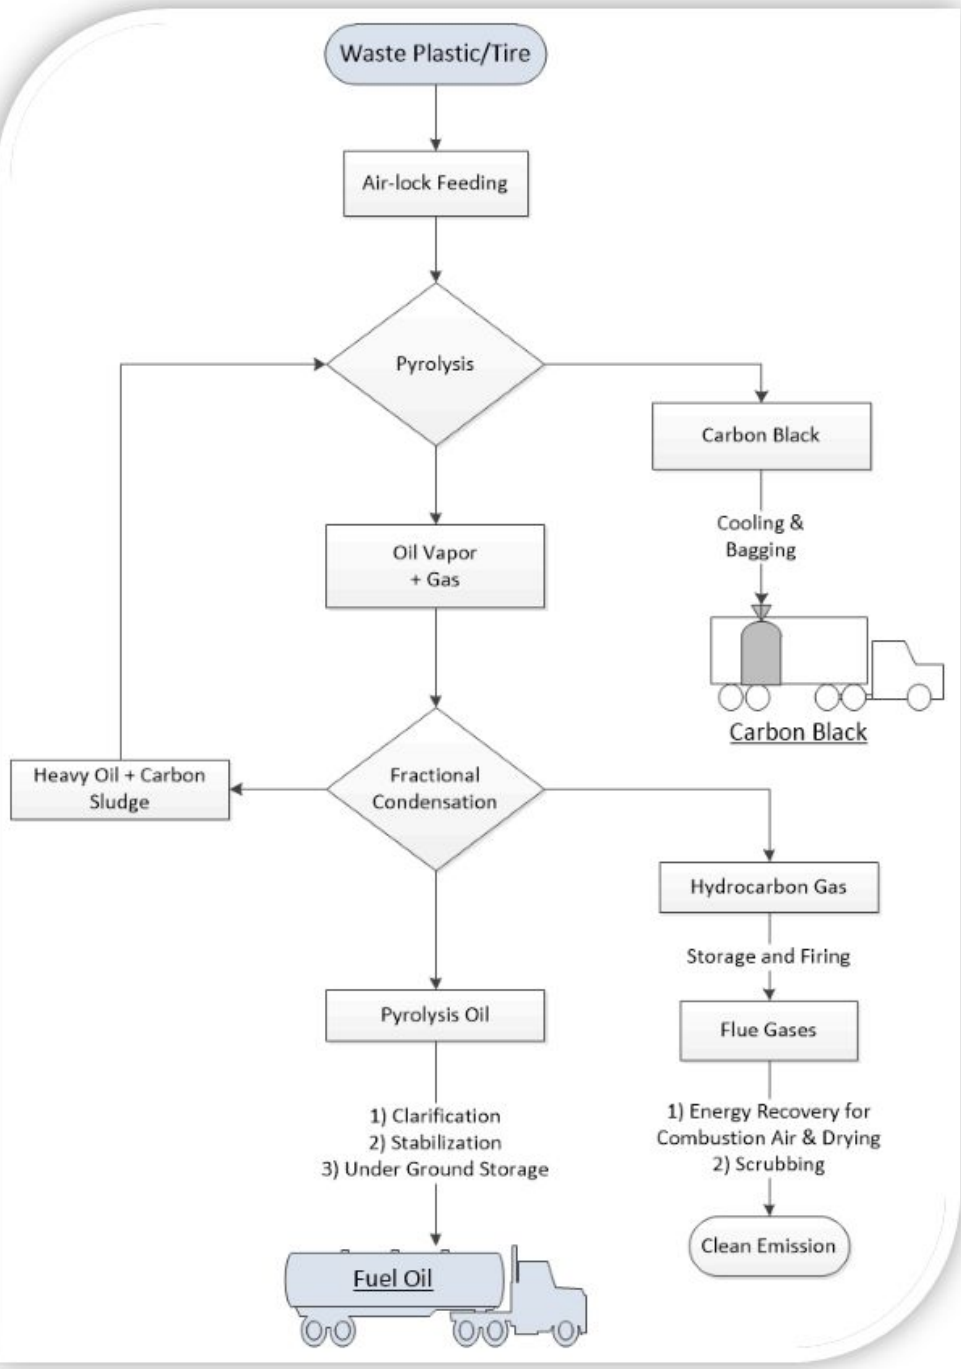 Waste Plastic/Tire
Air-lock Feeding
Pyrolysis
Carbon Black
Cooling &
Bagging
Carbon Black
Oil Vapor
+ Gas
Fractional
Condensation
Heavy Oil + Carbon
Sludge
Hydrocarbon Gas
Storage and Firing
Flue Gases
1) Energy Recovery for
Combustion Air & Drying
2) Scrubbing
Clean Emission
Pyrolysis Oil
1) Clarification
2) Stabilization
3) Under Ground Storage
Fuel Oil